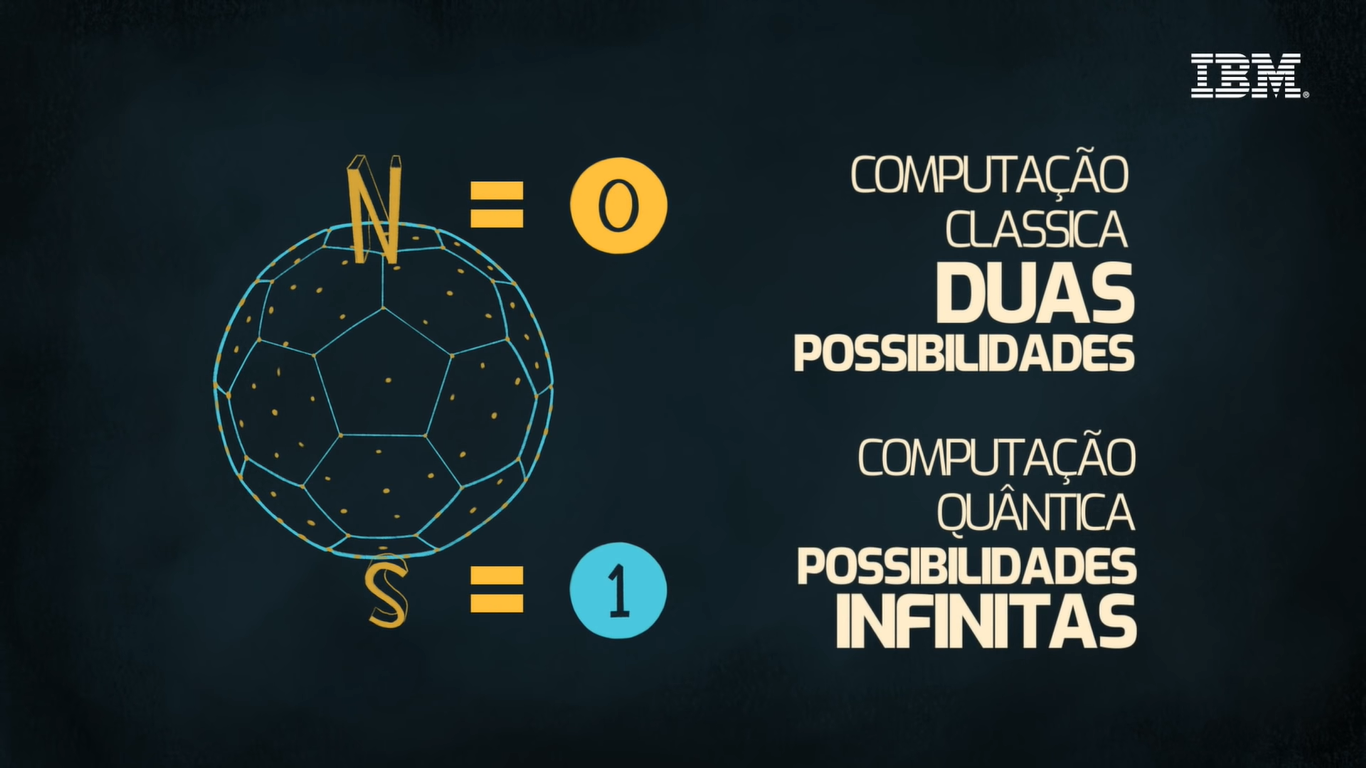 IBM®
N = 0
COMPUTAÇÃO
CLASSICA
DUAS
POSSIBILIDADES
COMPUTAÇÃO
QUÂNTICA
POSSIBILIDADES
INFINITAS
S = 1